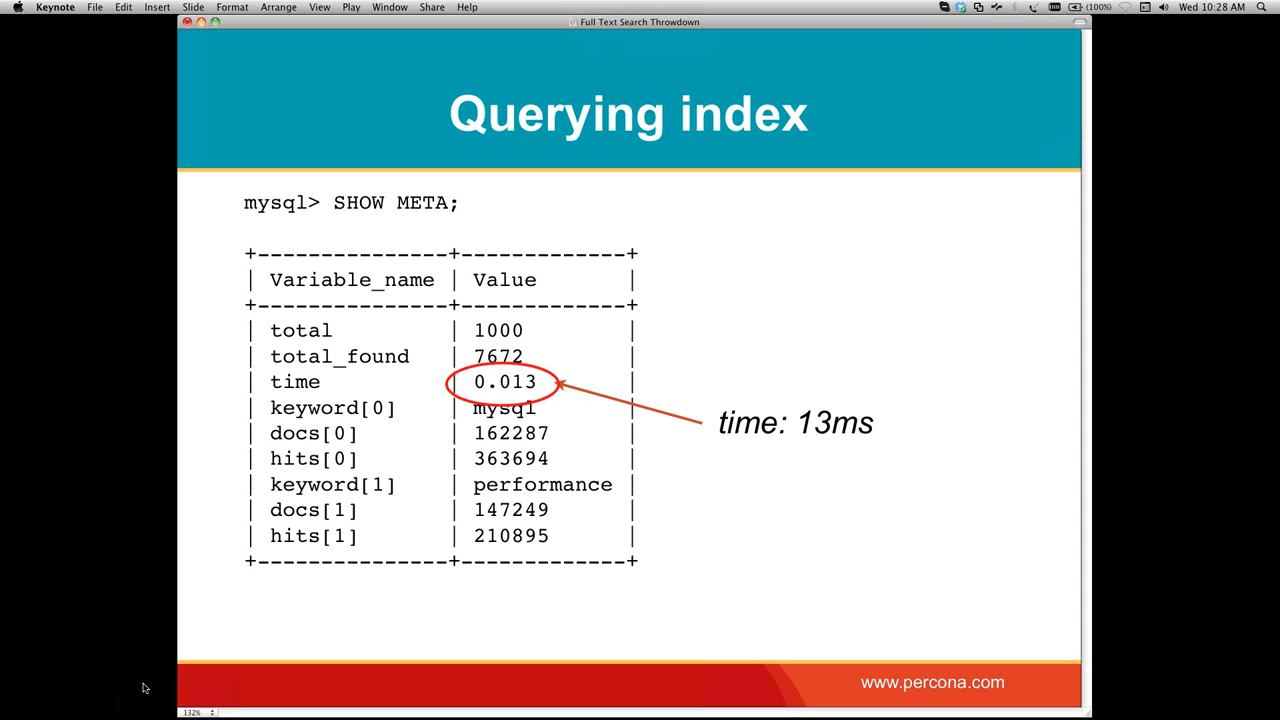 Keynote File Edit Insert Slide Format Arrange View Play Window Share Help (100%) Wed 10:28 AM
Full Text Search Throwdown
Querying index
mysql> SHOW META;
+---------------+-------------+
| Variable_name | Value       |
+---------------+-------------+
| total         | 1000        |
| total_found   | 7672        |
| time          | 0.013       |
| keyword[0]    | mysql       |
| docs[0]       | 162287      |
| hits[0]       | 363694      |
| keyword[1]    | performance |
| docs[1]       | 147249      |
| hits[1]       | 210895      |
+---------------+-------------+
time: 13ms
www.percona.com
132%